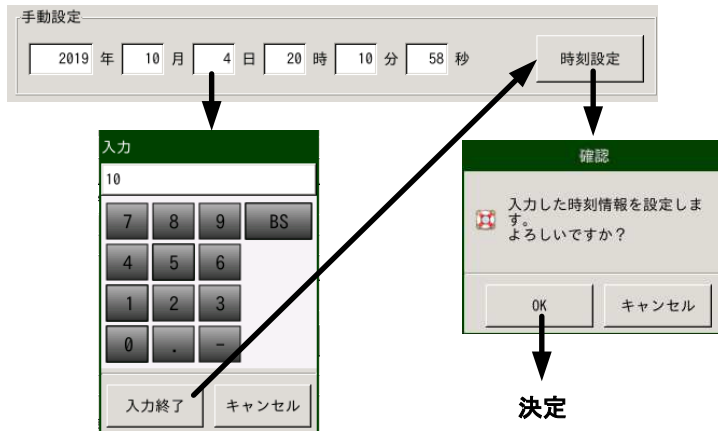 手動設定
2019 年 10 月 4 日 20 時 10 分 58 秒 時刻設定
入力
10
7 8 9 BS
4 5 6
1 2 3
0 . -
入力終了 キャンセル
確認
入力した時刻情報を設定しま
す。
よろしいですか？
OK キャンセル
決定